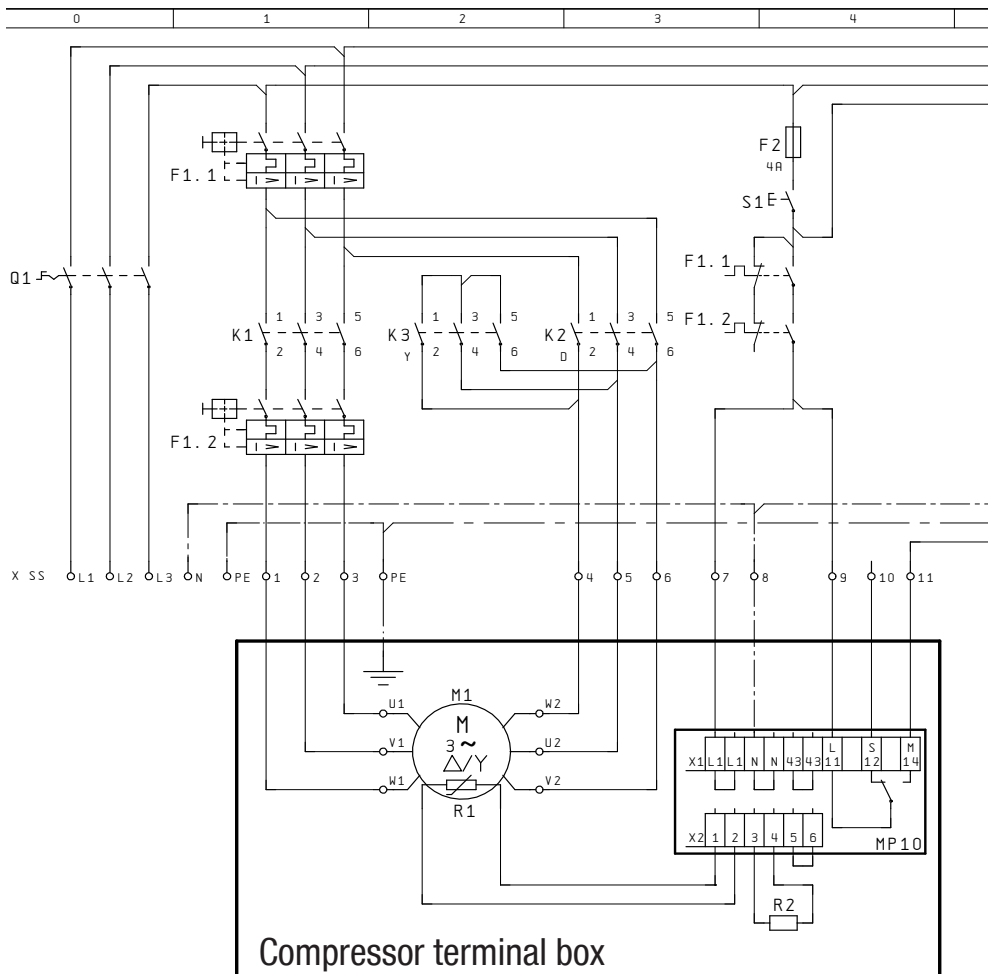 0 1 2 3 4
F2
4A
F1.1
S1
Q1
F1.1
1 3 5 1 3 5 1 3 5
K1 K3 K2 F1.2
2 4 6 Y 2 4 6 D 2 4 6
F1.2
X SS L1 L2 L3 N PE 1 2 3 PE 4 5 6 7 8 9 10 11
M1
U1 M W2
V1 3~ U2
△/Y
W1 V2
R1
L S M
X1 L1 L1 N N 43 43 11 12 14
X2 1 2 3 4 5 6
MP10
R2
Compressor terminal box